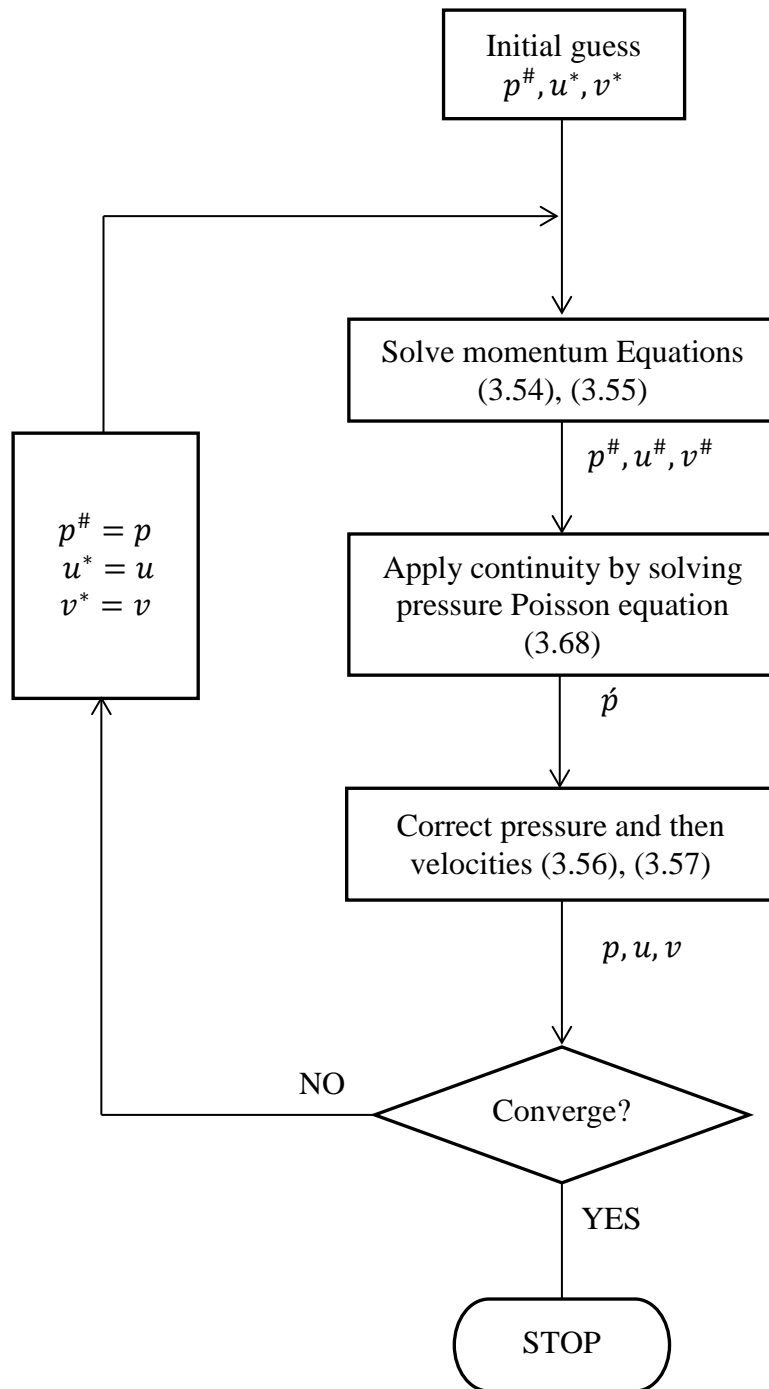 Initial guess
p^#, u^*, v^*
Solve momentum Equations
(3.54), (3.55)
p^#, u^#, v^#
p^# = p
u^* = u
v^* = v
Apply continuity by solving
pressure Poisson equation
(3.68)
ṕ
Correct pressure and then
velocities (3.56), (3.57)
p, u, v
NO
Converge?
YES
STOP